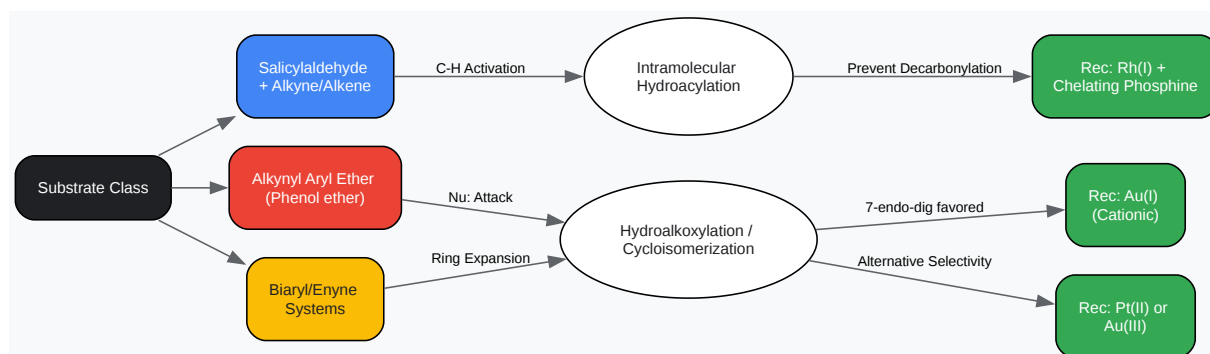 Substrate Class
Salicylaldehyde
+ Alkyne/Alkene
C-H Activation
Intramolecular
Hydroacylation
Prevent Decarbonylation
Rec: Rh(I) +
Chelating Phosphine
Alkynyl Aryl Ether
(Phenol ether)
Nu: Attack
Biaryl/Enyne
Systems
Ring Expansion
Hydroalkoxylation /
Cycloisomerization
7-endo-dig favored
Rec: Au(I)
(Cationic)
Alternative Selectivity
Rec: Pt(II) or
Au(III)